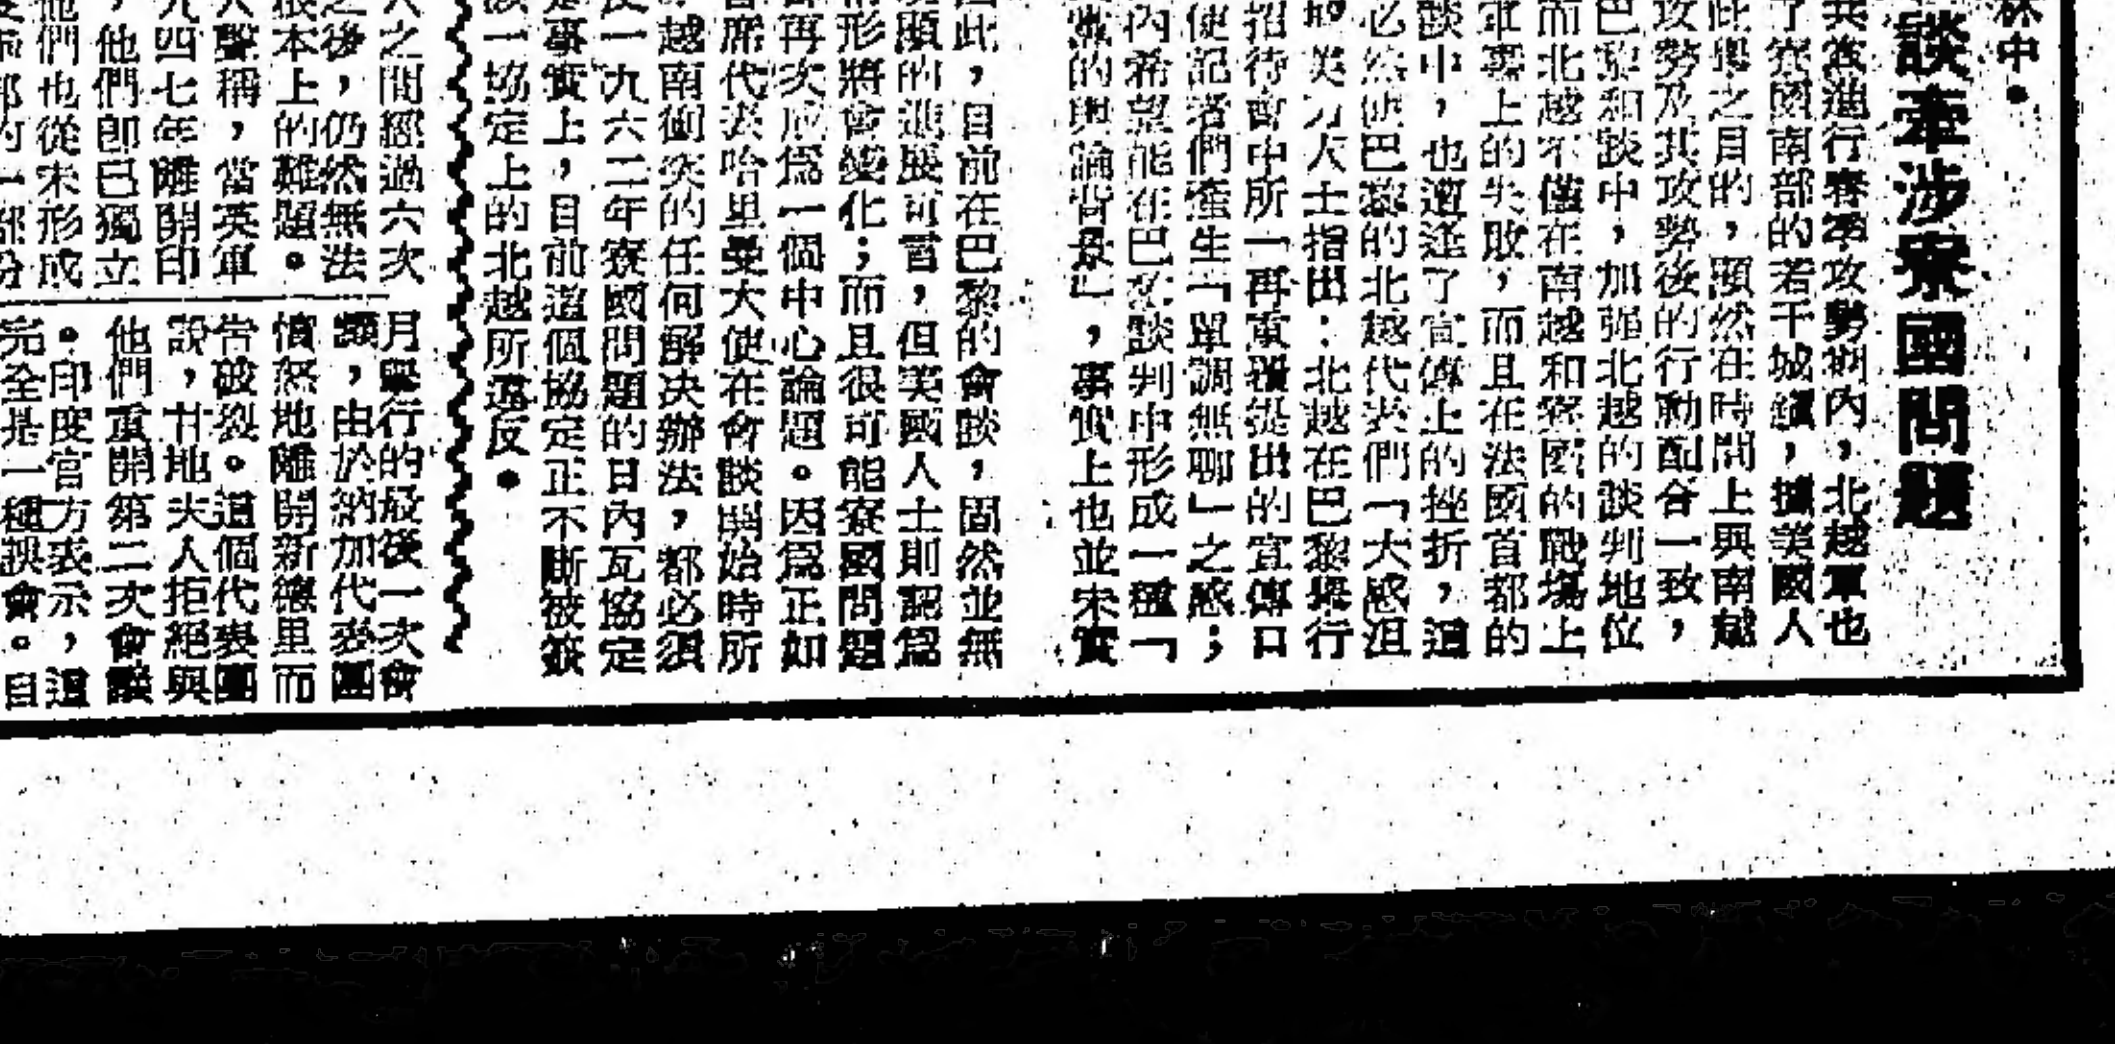 林中。
談牽涉寮國問題
共黨進行春季攻勢期內，北越軍也
了寮國南部的若干城鎮，據美國人
此舉之目的，顯然在時間上與南越
攻勢及其攻勢後的行動配合一致，
巴黎和談中，加强北越的談判地位
而北越不僅在南越和寮國的戰場上
軍事上的失敗，而且在法國首都的
談中，也遭逢了宣傳上的挫折，這
必然使巴黎的北越代表們「大感沮
美方人士指出：北越在巴黎舉行
招待會中所一再重複提出的宣傳口
使記者們產生「單調無聊」之感；
內希望能在巴黎談判中形成一種「
的輿論背景」，事實上也並未實
因此，目前在巴黎的會談，固然並無
明顯的進展可言，但美國人士則認爲
情形將會變化；而且很可能寮國問題
再次成爲一個中心論題。因爲正如
首席代表哈里曼大使在會談開始時所
越南衝突的任何解決辦法，都必須
一九六二年寮國問題的日內瓦協定
事實上，目前這個協定正不斷被簽
該一協定上的北越所違反。
人之間經過六次
之後，仍然無法
根本上的難題。
人聲稱，當英軍
九四七年離開印
，他們卽已獨立
他們也從未形成
部的一部份
月舉行的最後一次會
議，由於納加代表團
憤怒地離開新德里而
告破裂。這個代表團
說，甘地夫人拒絕與
他們重開第二次會談
。印度官方表示，這
完全是一種誤會。自